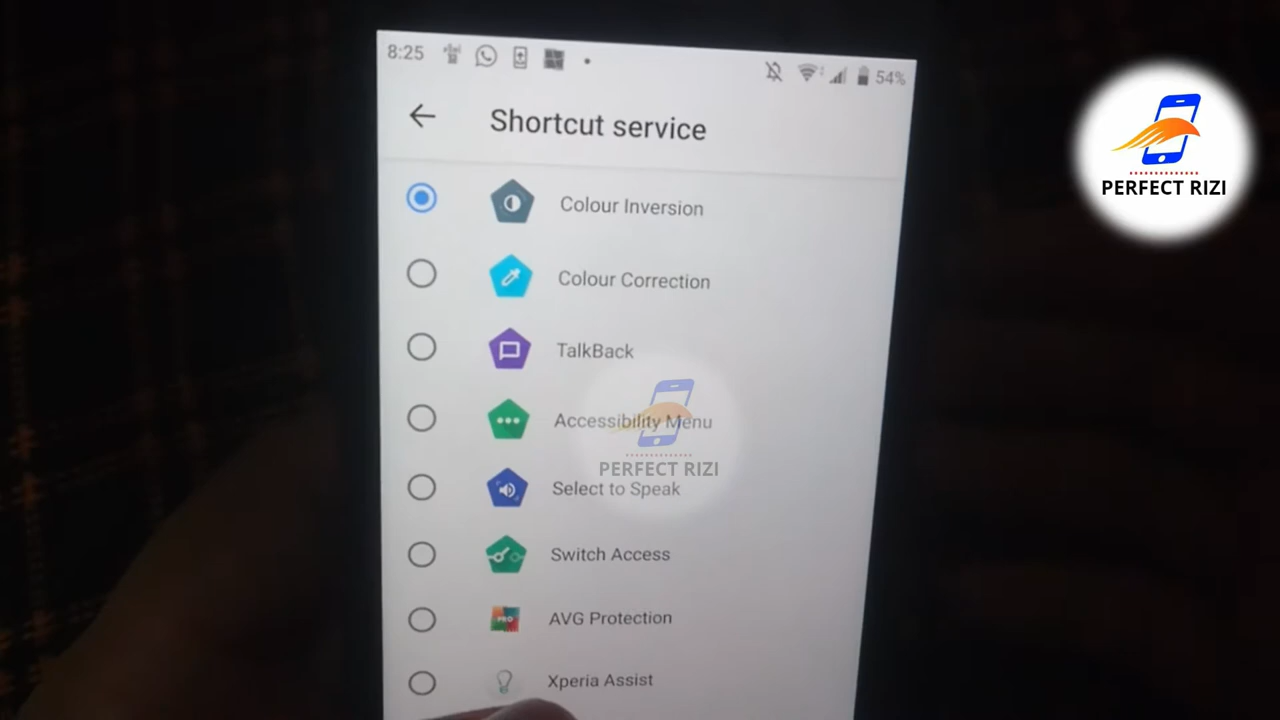 8:25
54%
Shortcut service
Colour Inversion
Colour Correction
TalkBack
Accessibility Menu
Select to Speak
Switch Access
PRO
AVG Protection
Xperia Assist
PERFECT RIZI
PERFECT RIZI